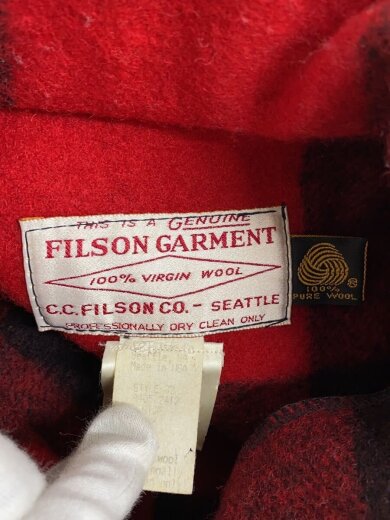 THIS IS A GENUINE
FILSON GARMENT
100% VIRGIN WOOL
C.C. FILSON CO. - SEATTLE
PROFESSIONALLY DRY CLEAN ONLY
100%
PURE WOOL
Made in USA
wool